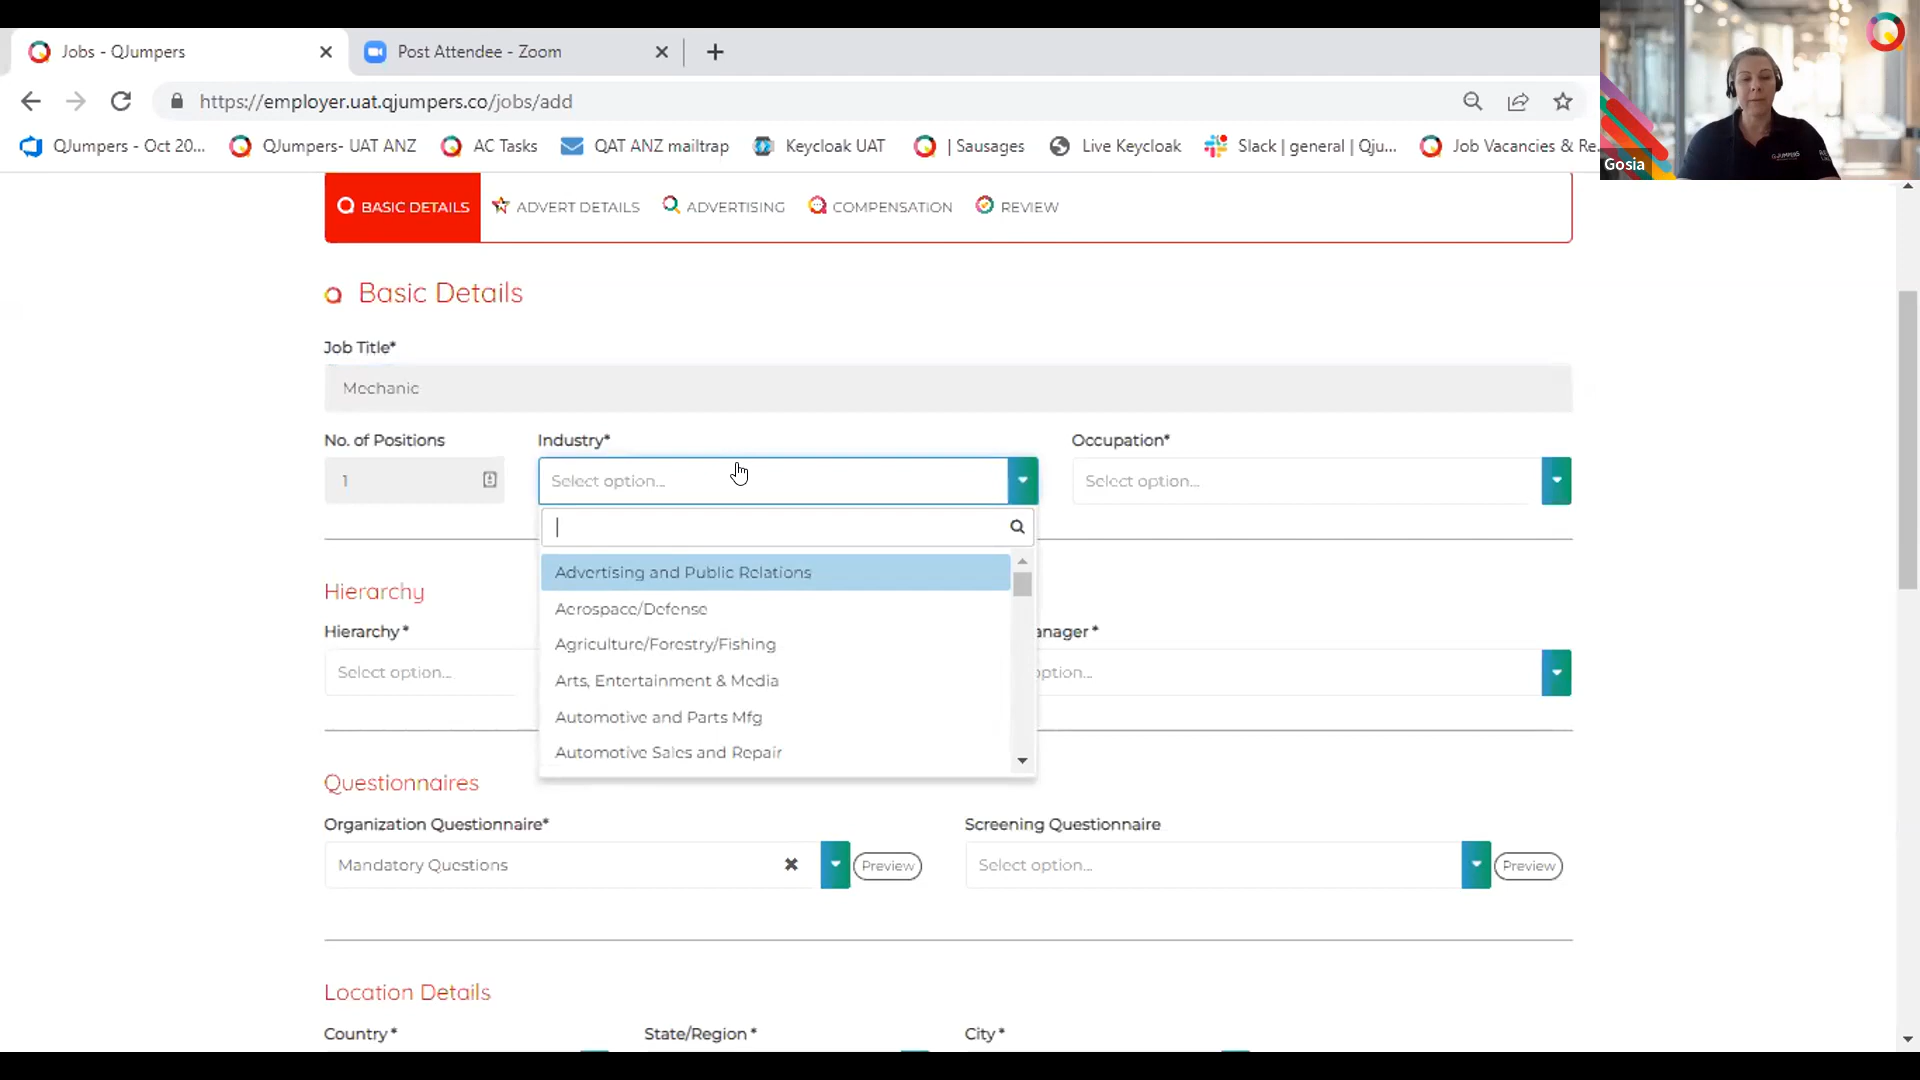 Jobs - QJumpers
Post Attendee - Zoom
https://employer.uat.qjumpers.co/jobs/add
QJumpers - Oct 20...
QJumpers- UAT ANZ
AC Tasks
QAT ANZ mailtrap
Keycloak UAT
| Sausages
Live Keycloak
Slack | general | Qju...
Job Vacancies & Re
Gosia
QJUMPERS
BASIC DETAILS
ADVERT DETAILS
ADVERTISING
COMPENSATION
REVIEW
Basic Details
Job Title*
Mechanic
No. of Positions
Industry*
Occupation*
1
Select option...
Select option...
Advertising and Public Relations
Aerospace/Defense
Agriculture/Forestry/Fishing
Arts, Entertainment & Media
Automotive and Parts Mfg
Automotive Sales and Repair
Hierarchy
Hierarchy *
anager *
Select option...
ption...
Questionnaires
Organization Questionnaire*
Screening Questionnaire
Mandatory Questions
Preview
Select option...
Preview
Location Details
Country *
State/Region *
City *